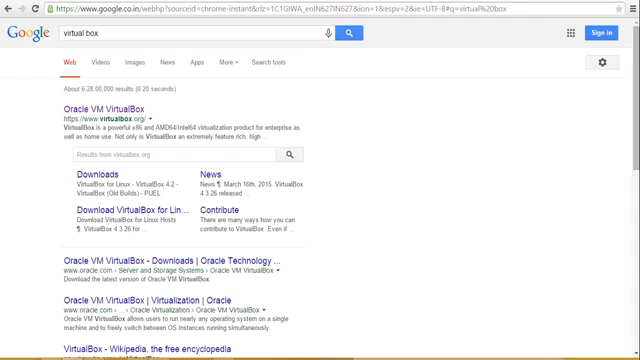 https://www.google.co.in/webhp?sourceid=chrome-instant&rlz=1C1GIWA_enIN627IN627&ion=1&espv=2&ie=UTF-8#q=virtual%20box
Google virtual box Sign in
Web Videos Images News Apps More Search tools
About 6,28,00,000 results (0.20 seconds)
Oracle VM VirtualBox
https://www.virtualbox.org/
VirtualBox is a powerful x86 and AMD64/Intel64 virtualization product for enterprise as
well as home use. Not only is VirtualBox an extremely feature rich, high ...
Results from virtualbox.org
Downloads
VirtualBox for Linux - VirtualBox 4.2 -
VirtualBox (Old Builds) - PUEL
News
News ¶. March 16th, 2015. VirtualBox
4.3.26 released ...
Download VirtualBox for Lin...
Download VirtualBox for Linux Hosts
¶. VirtualBox 4.3.26 for ...
Contribute
There are many ways how you can
contribute to VirtualBox. Even if ...
Oracle VM VirtualBox - Downloads | Oracle Technology ...
www.oracle.com › Server and Storage Systems › Oracle VM VirtualBox
Download the latest version of Oracle VM VirtualBox.
Oracle VM VirtualBox | Virtualization | Oracle
www.oracle.com › ... › Oracle Virtualization › Oracle VM VirtualBox
Oracle VM VirtualBox allows users to run nearly any operating system on a single
machine and to freely switch between OS instances running simultaneously.
VirtualBox - Wikipedia, the free encyclopedia